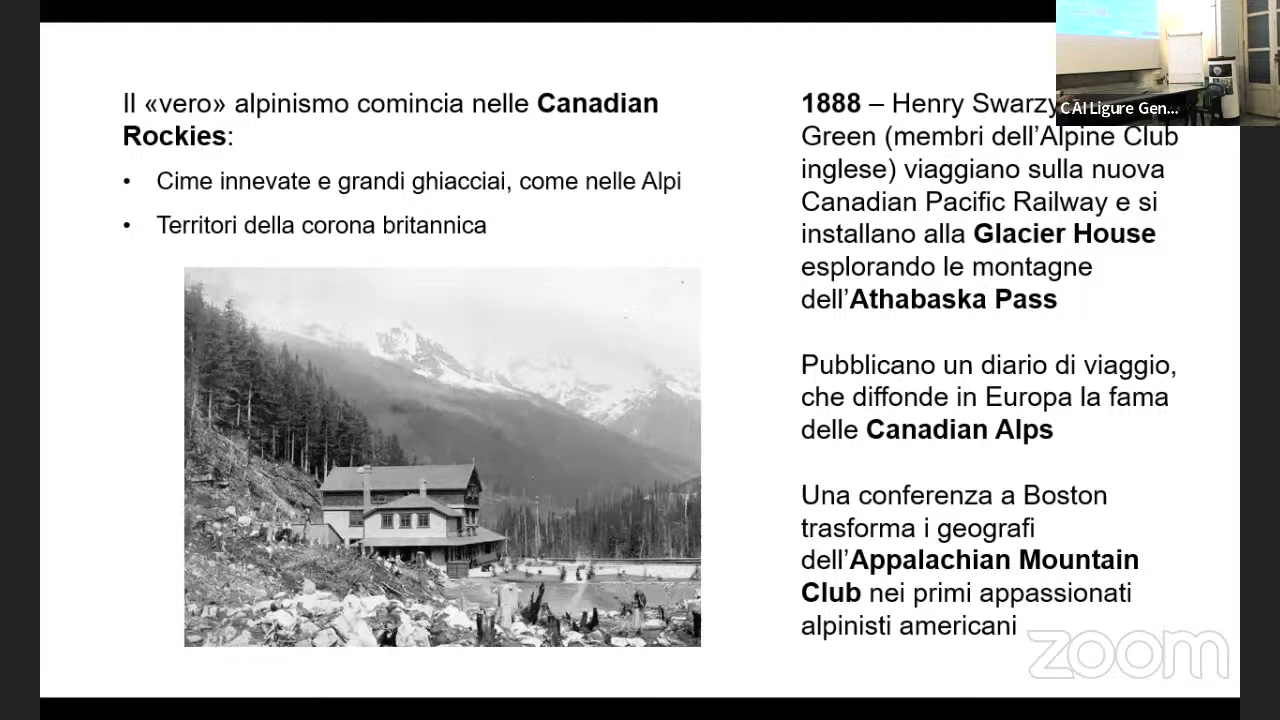 Il «vero» alpinismo comincia nelle Canadian
Rockies:
• Cime innevate e grandi ghiacciai, come nelle Alpi
• Territori della corona britannica
1888 – Henry Swarzy
Green (membri dell’Alpine Club
inglese) viaggiano sulla nuova
Canadian Pacific Railway e si
installano alla Glacier House
esplorando le montagne
dell’Athabaska Pass
Pubblicano un diario di viaggio,
che diffonde in Europa la fama
delle Canadian Alps
Una conferenza a Boston
trasforma i geografi
dell’Appalachian Mountain
Club nei primi appassionati
alpinisti americani
CAI Ligure Gen...
zoom